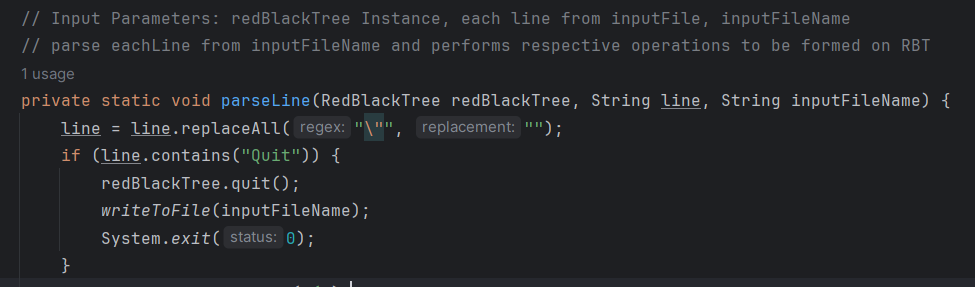 // Input Parameters: redBlackTree Instance, each line from inputFile, inputFileName
// parse eachLine from inputFileName and performs respective operations to be formed on RBT
1 usage
private static void parseLine(RedBlackTree redBlackTree, String line, String inputFileName) {
line = line.replaceAll( regex: "\"", replacement: "");
if (line.contains("Quit")) {
redBlackTree.quit();
writeToFile(inputFileName);
System.exit( status: 0);
}